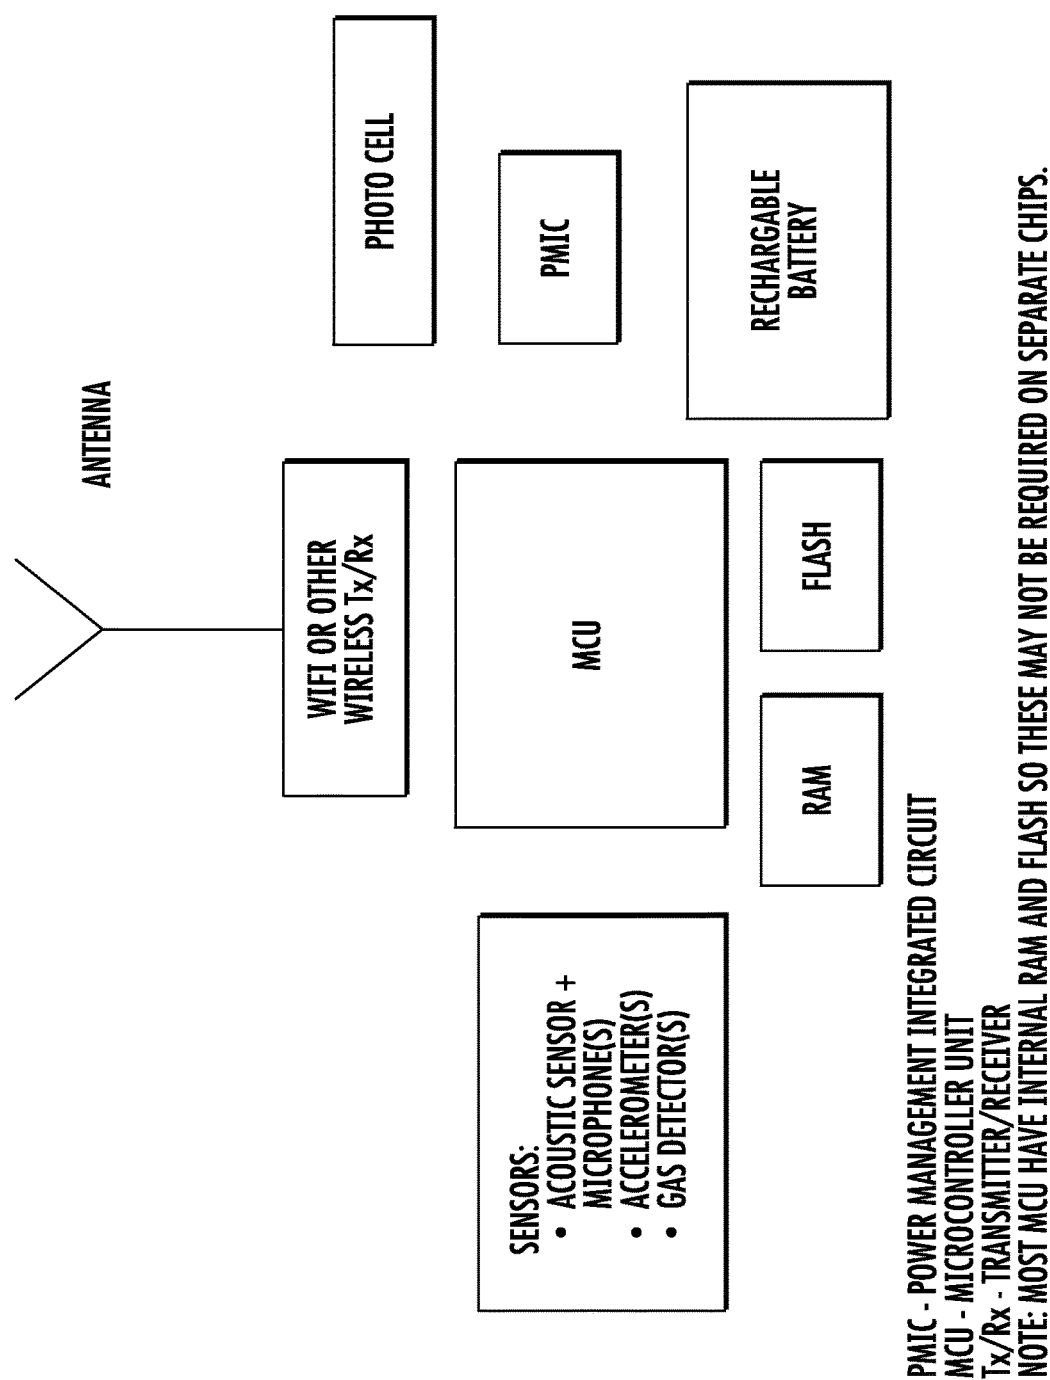 ANTENNA
WIFI OR OTHER
WIRELESS Tx/Rx
PHOTO CELL
SENSORS:
• ACOUSTIC SENSOR +
MICROPHONE(S)
• ACCELEROMETER(S)
• GAS DETECTOR(S)
MCU
PMIC
RAM
FLASH
RECHARGABLE
BATTERY
PMIC - POWER MANAGEMENT INTEGRATED CIRCUIT
MCU - MICROCONTROLLER UNIT
Tx/Rx - TRANSMITTER/RECEIVER
NOTE: MOST MCU HAVE INTERNAL RAM AND FLASH SO THESE MAY NOT BE REQUIRED ON SEPARATE CHIPS.